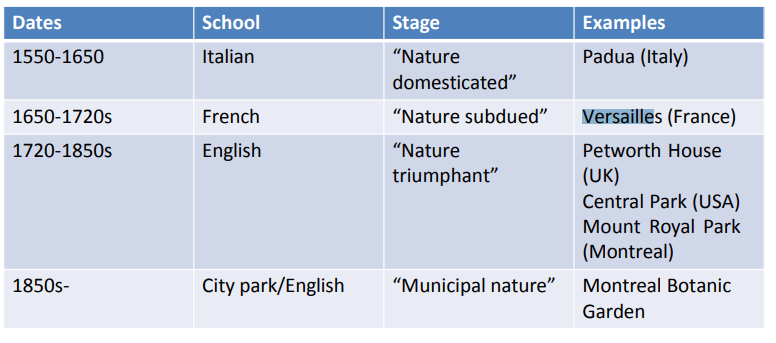 Dates School Stage Examples
1550-1650 Italian “Nature domesticated” Padua (Italy)
1650-1720s French “Nature subdued” Versailles (France)
1720-1850s English “Nature triumphant” Petworth House (UK)
Central Park (USA)
Mount Royal Park (Montreal)
1850s- City park/English “Municipal nature” Montreal Botanic Garden